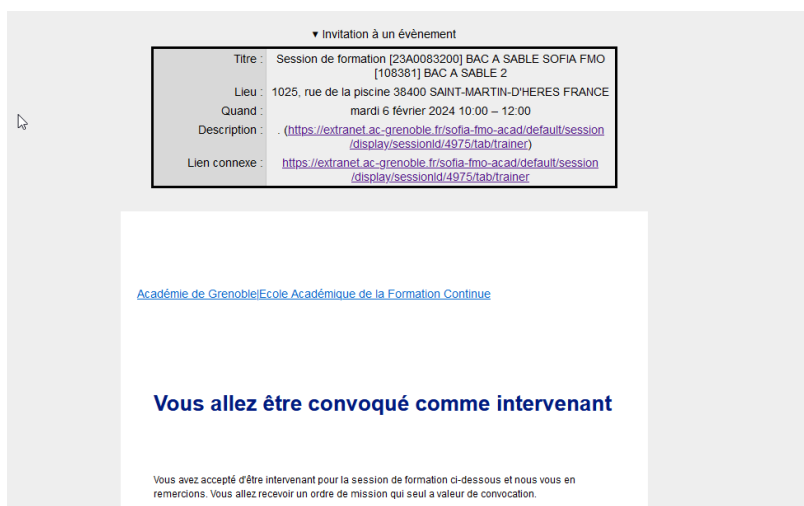 ▾ Invitation à un évènement
Titre : Session de formation [23A0083200] BAC A SABLE SOFIA FMO
[108381] BAC A SABLE 2
Lieu : 1025, rue de la piscine 38400 SAINT-MARTIN-D'HERES FRANCE
Quand : mardi 6 février 2024 10:00 – 12:00
Description : . (https://extranet.ac-grenoble.fr/sofia-fmo-acad/default/session
/display/sessionId/4975/tab/trainer)
Lien connexe : https://extranet.ac-grenoble.fr/sofia-fmo-acad/default/session
/display/sessionId/4975/tab/trainer
Académie de Grenoble|Ecole Académique de la Formation Continue
Vous allez être convoqué comme intervenant
Vous avez accepté d'être intervenant pour la session de formation ci-dessous et nous vous en
remercions. Vous allez recevoir un ordre de mission qui seul a valeur de convocation.